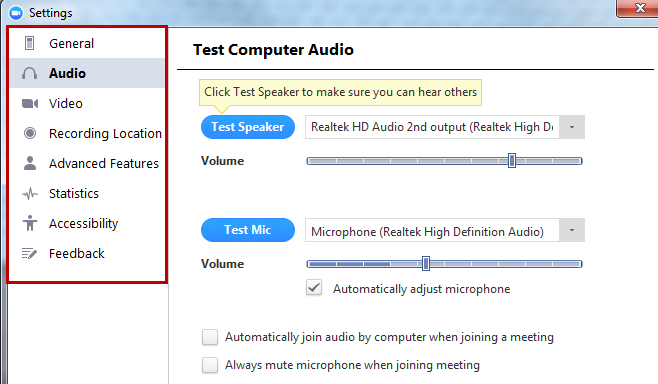 Settings
General
Audio
Video
Recording Location
Advanced Features
Statistics
Accessibility
Feedback
Test Computer Audio
Click Test Speaker to make sure you can hear others
Test Speaker
Realtek HD Audio 2nd output (Realtek High De
Volume
Test Mic
Microphone (Realtek High Definition Audio)
Volume
Automatically adjust microphone
Automatically join audio by computer when joining a meeting
Always mute microphone when joining meeting